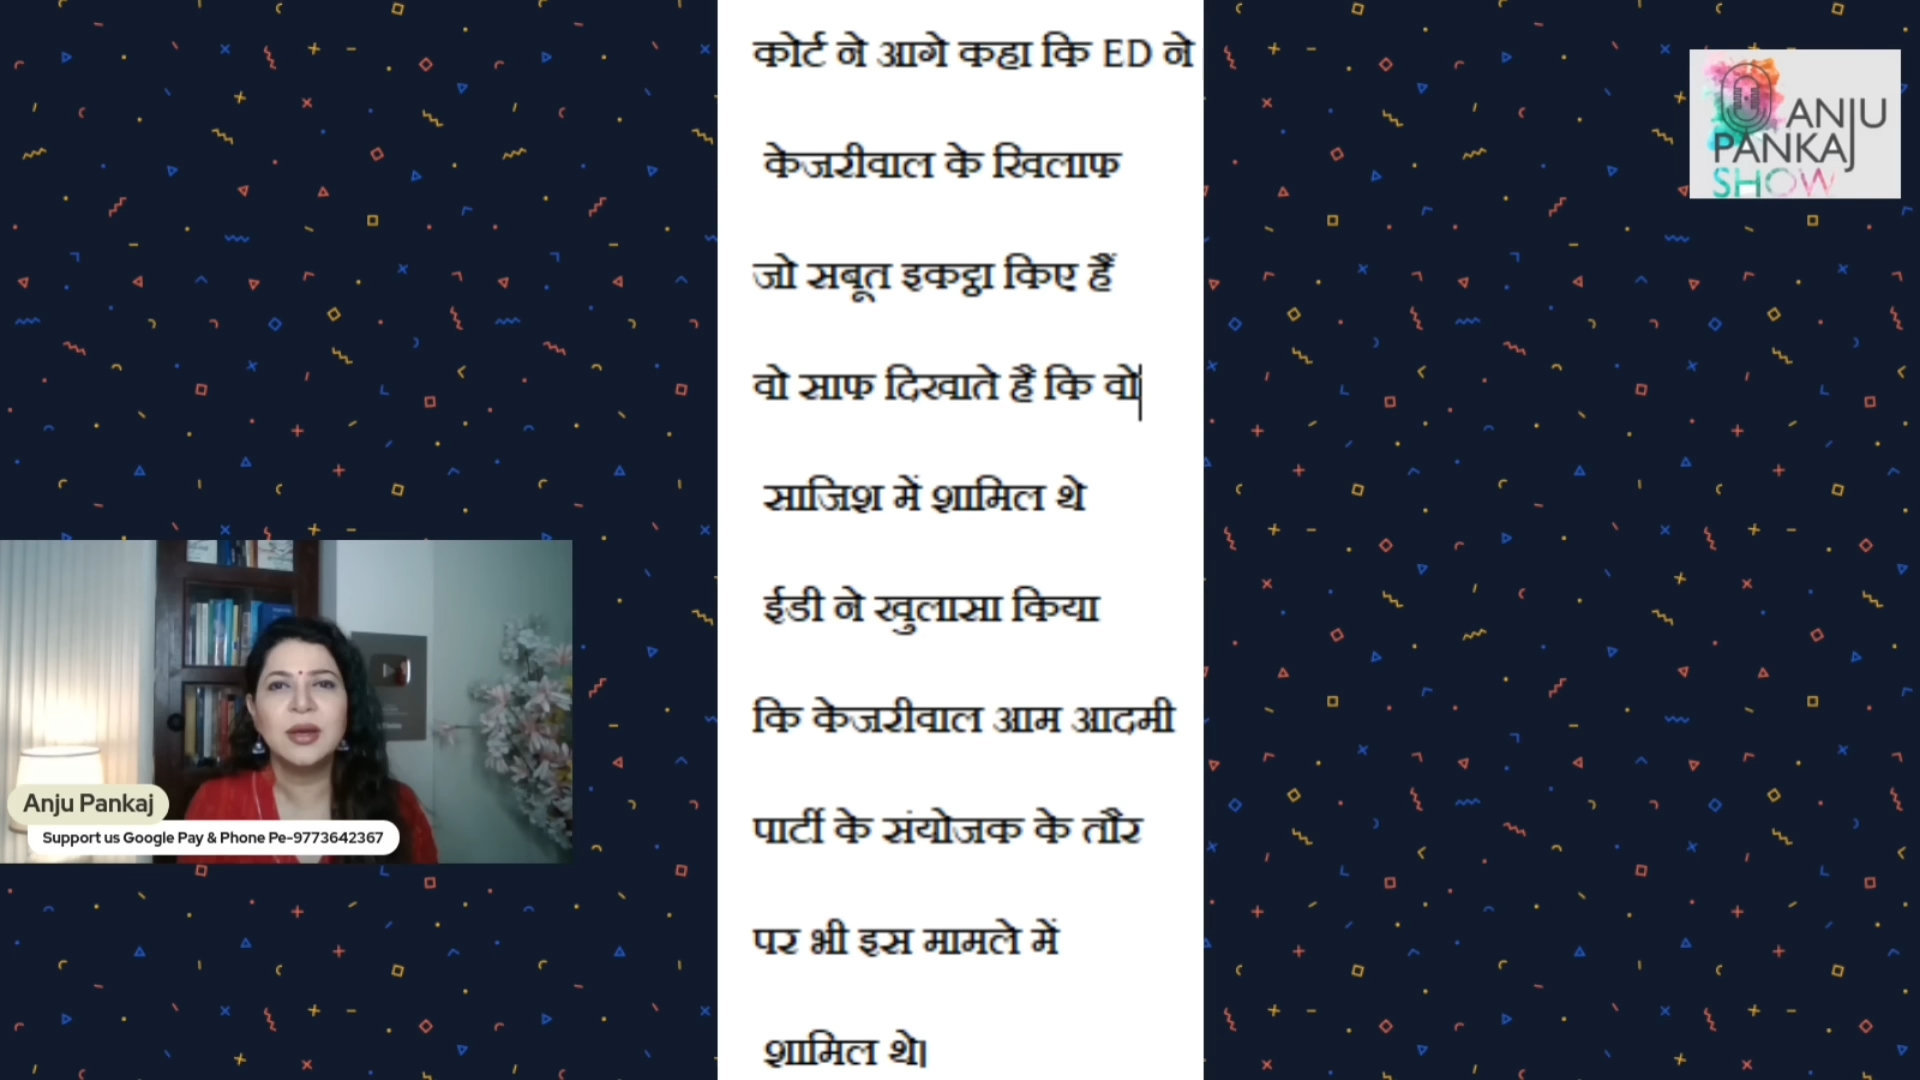 कोर्ट ने आगे कहा कि ED ने
केजरीवाल के खिलाफ
जो सबूत इकट्ठा किए हैं
वो साफ दिखाते है कि वो
साजिश में शामिल थे
ईडी ने खुलासा किया
कि केजरीवाल आम आदमी
पार्टी के संयोजक के तौर
पर भी इस मामले में
शामिल थे।
ANJU
PANKAJ
SHOW
Anju Pankaj
Support us Google Pay & Phone Pe-9773642367